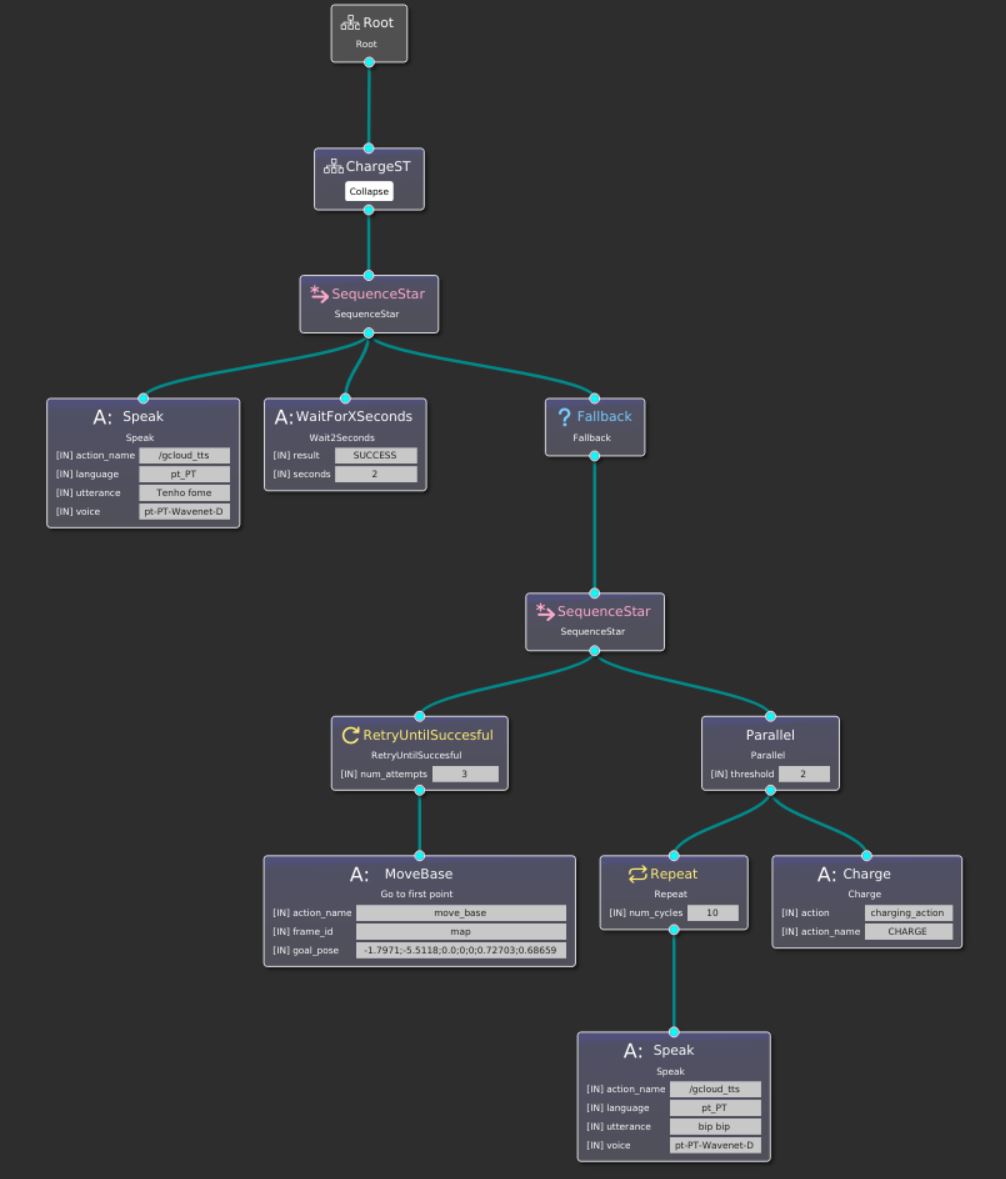 Root
Root
ChargeST
Collapse
SequenceStar
SequenceStar
A: Speak
Speak
[IN] action_name /gcloud_tts
[IN] language pt_PT
[IN] utterance Tenho fome
[IN] voice pt-PT-Wavenet-D
A: WaitForXSeconds
Wait2Seconds
[IN] result SUCCESS
[IN] seconds 2
? Fallback
Fallback
SequenceStar
SequenceStar
RetryUntilSuccesful
RetryUntilSuccesful
[IN] num_attempts 3
Parallel
Parallel
[IN] threshold 2
A: MoveBase
Go to first point
[IN] action_name move_base
[IN] frame_id map
[IN] goal_pose -1.7971;-5.5118;0.0;0;0;0.72703;0.68659
Repeat
Repeat
[IN] num_cycles 10
A: Charge
Charge
[IN] action charging_action
[IN] action_name CHARGE
A: Speak
Speak
[IN] action_name /gcloud_tts
[IN] language pt_PT
[IN] utterance bip bip
[IN] voice pt-PT-Wavenet-D